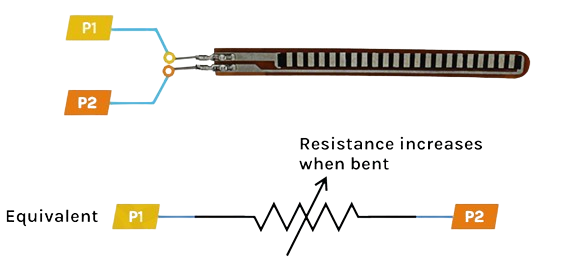 P1
P2
Resistance increases
when bent
Equivalent P1 P2